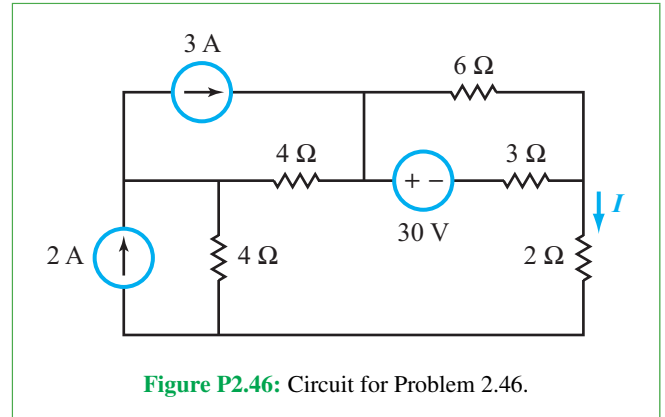 3 A
6 Ω
4 Ω
3 Ω
+ −
I
30 V
2 A
4 Ω
2 Ω
Figure P2.46: Circuit for Problem 2.46.